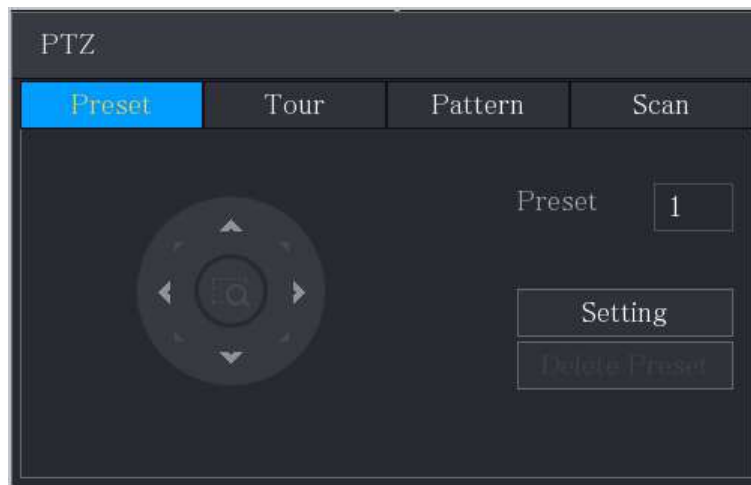 PTZ
Preset Tour Pattern Scan
Preset 1
Setting
Delete Preset